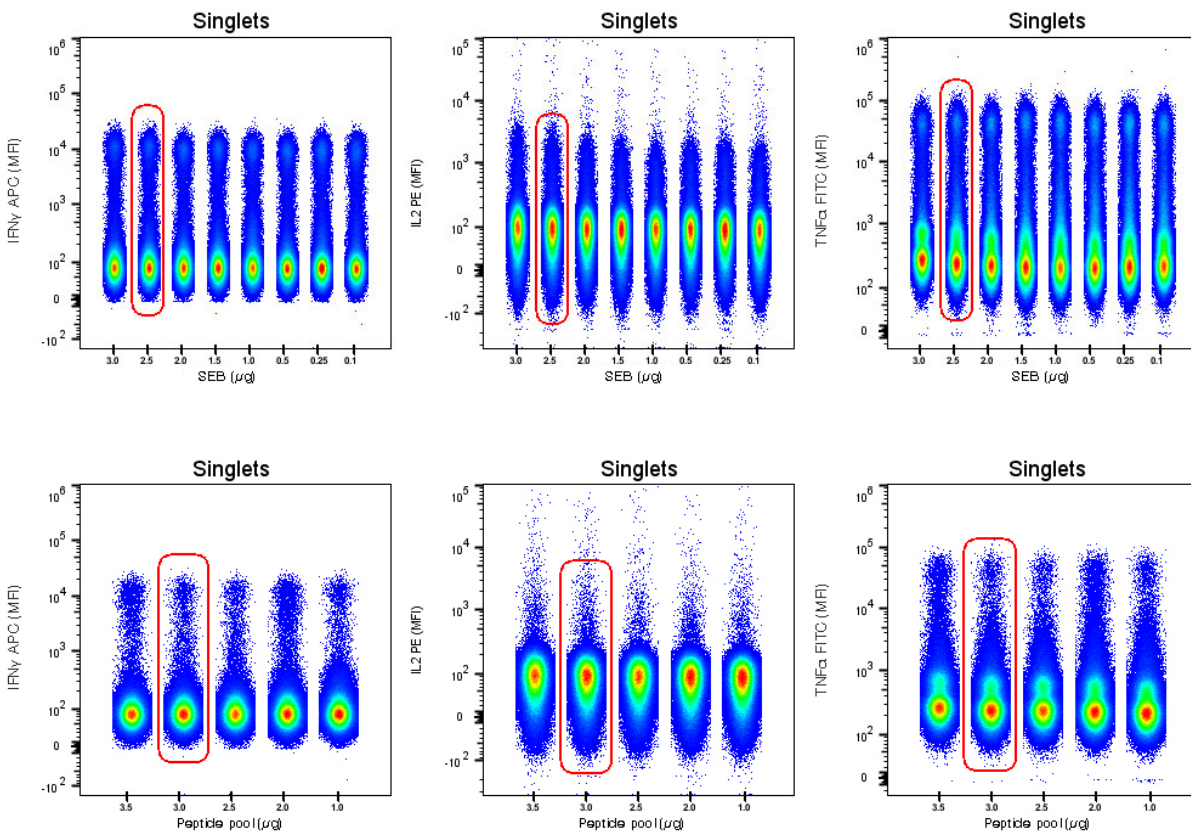 Singlets Singlets Singlets
IFNγ APC (MFI)
10^6
10^5
10^4
10^3
10^2
0
-10^2
3.0 2.5 2.0 1.5 1.0 0.5 0.25 0.1
SEB (µg)
IL2 PE (MFI)
10^5
10^4
10^3
10^2
0
-10^2
3.0 2.5 2.0 1.5 1.0 0.5 0.25 0.1
SEB (µg)
TNFα FITC (MFI)
10^6
10^5
10^4
10^3
10^2
0
3.0 2.5 2.0 1.5 1.0 0.5 0.25 0.1
SEB (µg)
Singlets Singlets Singlets
IFNγ APC (MFI)
10^6
10^5
10^4
10^3
10^2
0
-10^2
3.5 3.0 2.5 2.0 1.0
Peptide pool (µg)
IL2 PE (MFI)
10^5
10^4
10^3
10^2
0
-10^2
3.5 3.0 2.5 2.0 1.0
Peptide pool (µg)
TNFα FITC (MFI)
10^6
10^5
10^4
10^3
10^2
0
3.5 3.0 2.5 2.0 1.0
Peptide pool (µg)